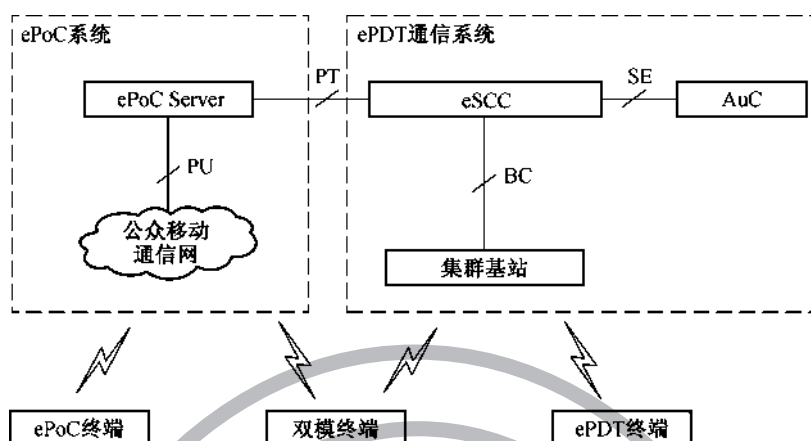 ePoC系统
ePDT通信系统
ePoC Server
PT
eSCC
SE
AuC
PU
BC
公众移动
通信网
集群基站
ePoC终端
双模终端
ePDT终端